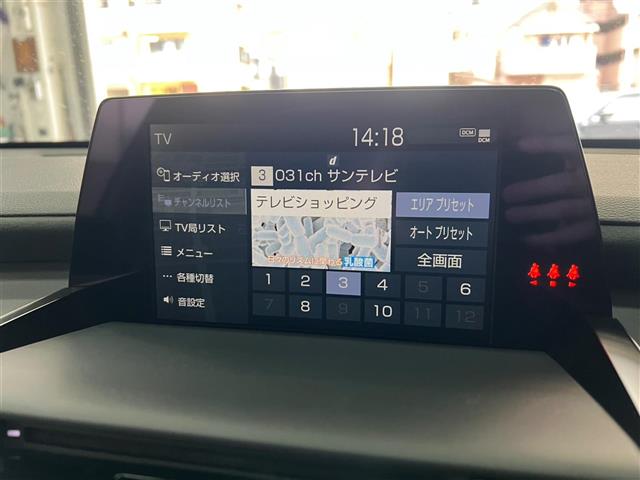 TV
14:18
DCM
DCM
d
オーディオ選択
3 031ch サンテレビ
チャンネルリスト
テレビショッピング
エリア プリセット
TV局リスト
オート プリセット
メニュー
乳酸菌
全画面
各種切替
1 2 3 4 5 6
音設定
7 8 9 10 11 12